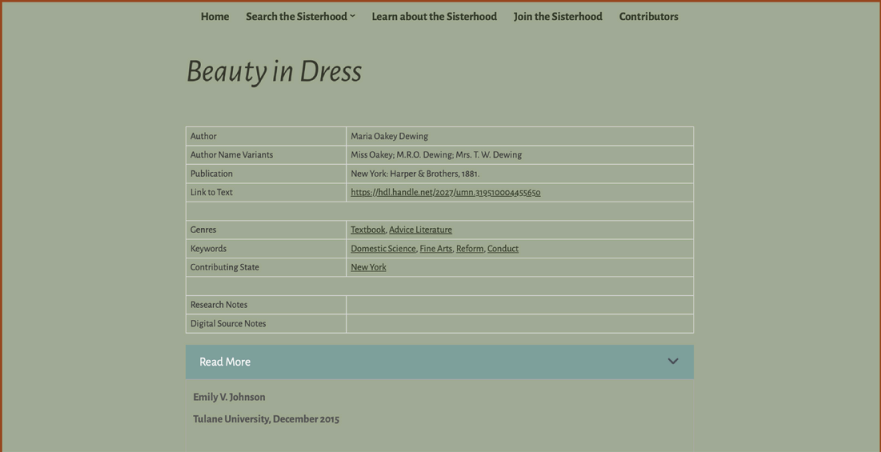 Home Search the Sisterhood Learn about the Sisterhood Join the Sisterhood Contributors
Beauty in Dress
Author Maria Oakey Dewing
Author Name Variants Miss Oakey; M.R.O. Dewing; Mrs. T. W. Dewing
Publication New York: Harper & Brothers, 1881.
Link to Text https://hdl.handle.net/2027/umn.31951000445565o
Genres Textbook, Advice Literature
Keywords Domestic Science, Fine Arts, Reform, Conduct
Contributing State New York
Research Notes
Digital Source Notes
Read More
Emily V. Johnson
Tulane University, December 2015